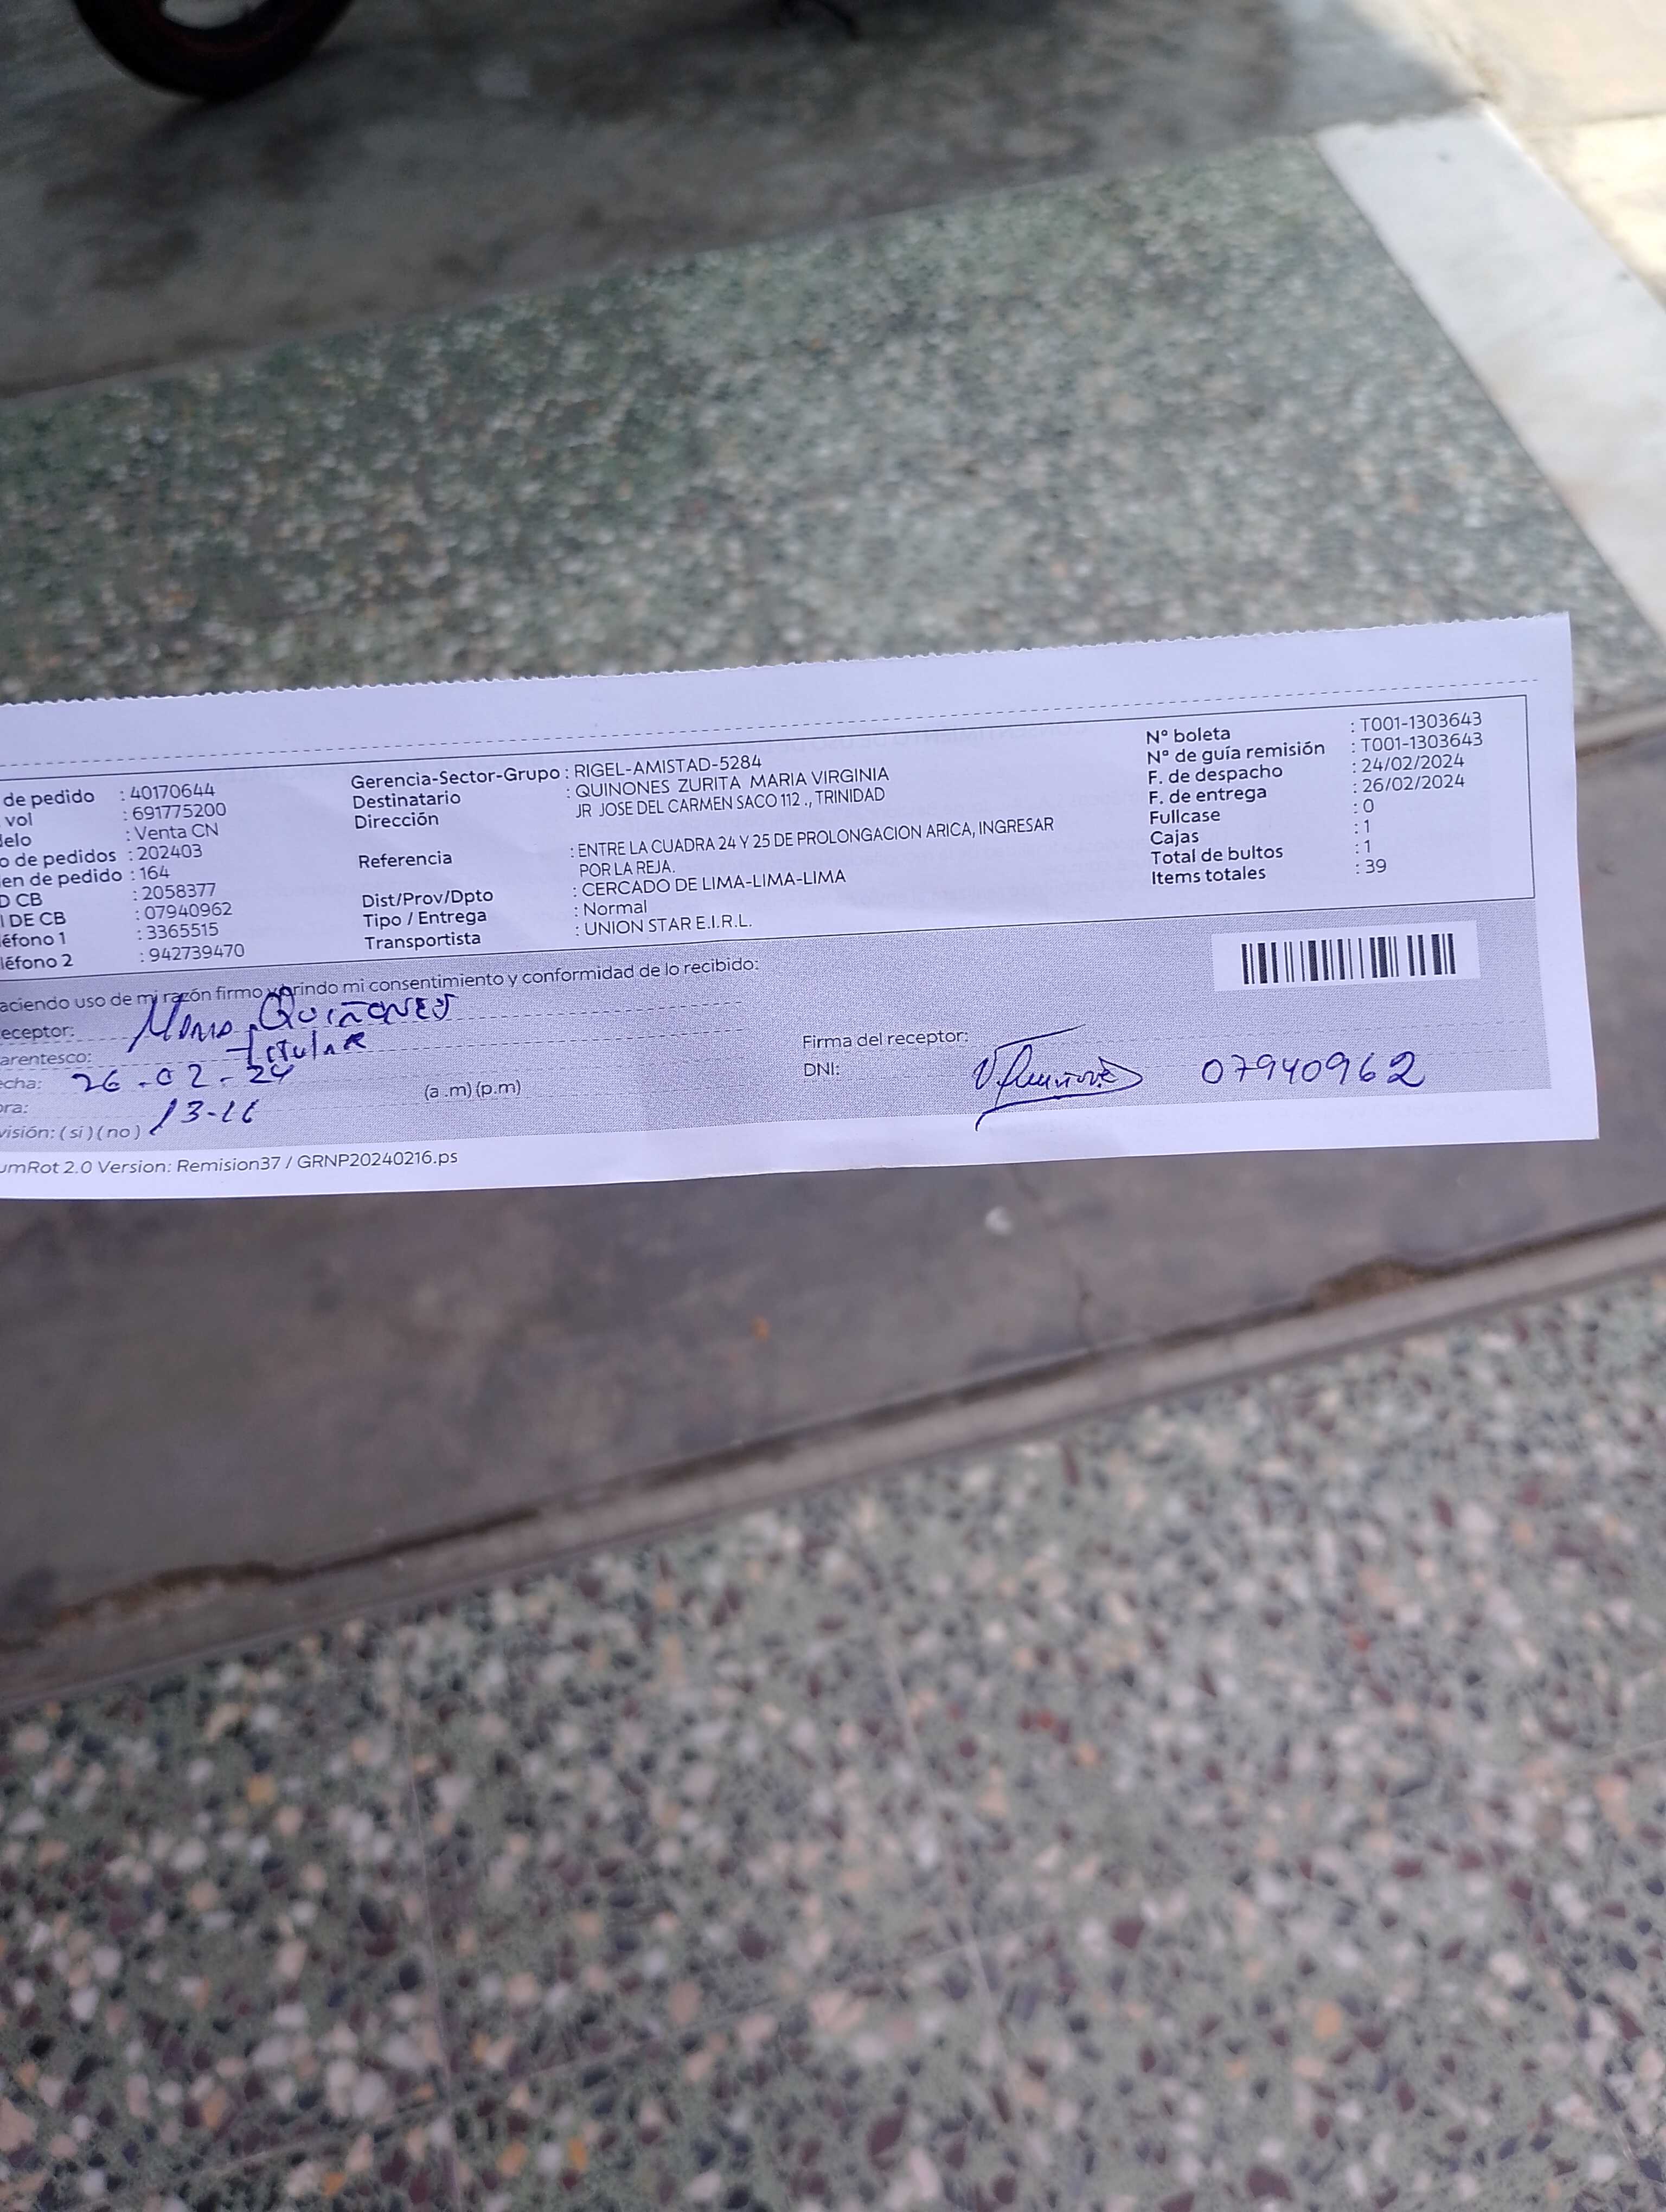 de pedido : 40170644
vol : 691775200
delo : Venta CN
o de pedidos : 202403
en de pedido : 164
D CB : 2058377
I DE CB : 07940962
éfono 1 : 3365515
léfono 2 : 942739470
Gerencia-Sector-Grupo : RIGEL-AMISTAD-5284
Destinatario : QUINONES ZURITA MARIA VIRGINIA
Dirección JR JOSE DEL CARMEN SACO 112 ., TRINIDAD
Referencia : ENTRE LA CUADRA 24 Y 25 DE PROLONGACION ARICA, INGRESAR
POR LA REJA.
Dist/Prov/Dpto : CERCADO DE LIMA-LIMA-LIMA
Tipo / Entrega : Normal
Transportista : UNION STAR E.I.R.L.
Nº boleta : T001-1303643
Nº de guía remisión : T001-1303643
F. de despacho : 24/02/2024
F. de entrega : 26/02/2024
Fullcase : 0
Cajas : 1
Total de bultos : 1
Items totales : 39
aciendo uso de mi razón firmo y brindo mi consentimiento y conformidad de lo recibido:
eceptor: Quiñones
arentesco: titular
echa: 26-02-24
ora: (a .m) (p.m)
visión: ( si ) ( no )
Firma del receptor:
DNI: 07940962
umRot 2.0 Version: Remision37 / GRNP20240216.ps